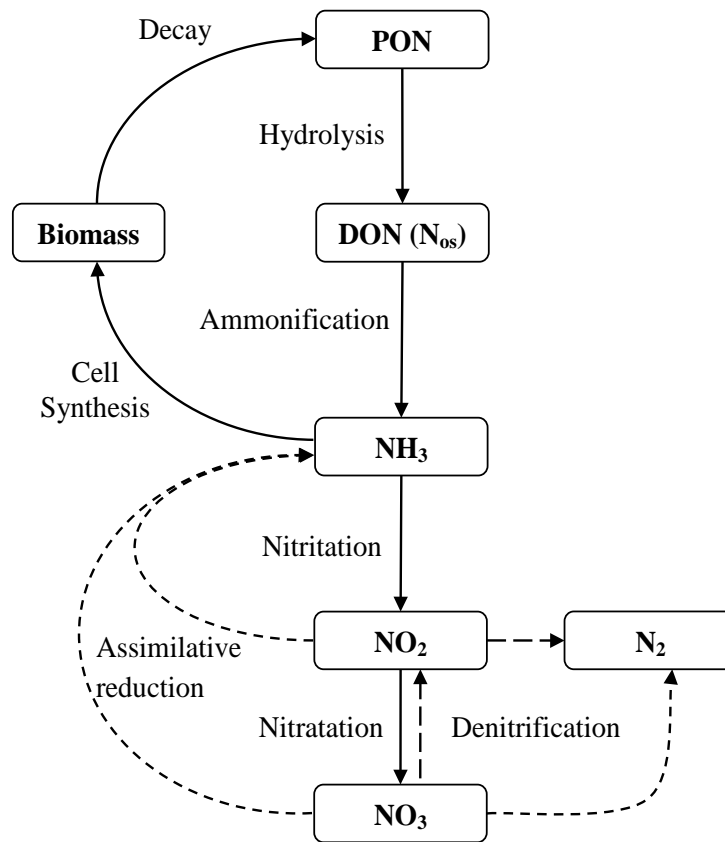 Decay
PON
Hydrolysis
Biomass
DON (Nos)
Ammonification
Cell
Synthesis
NH3
Nitritation
NO2
N2
Assimilative
reduction
Nitratation
Denitrification
NO3